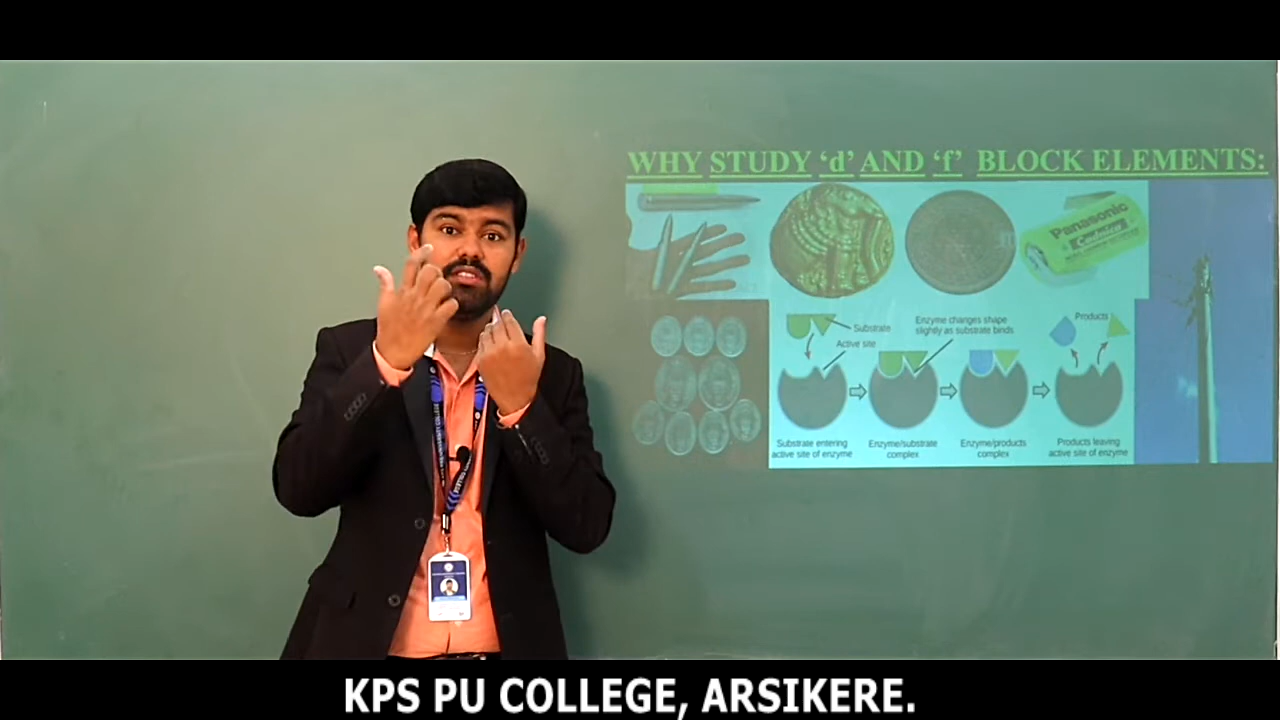 WHY STUDY ‘d’ AND ‘f’ BLOCK ELEMENTS:
Panasonic
Cadnica
Substrate
Active site
Enzyme changes shape
slightly as substrate binds
Products
Substrate entering
active site of enzyme
Enzyme/substrate
complex
Enzyme/products
complex
Products leaving
active site of enzyme
KPS PU COLLEGE, ARSIKERE.